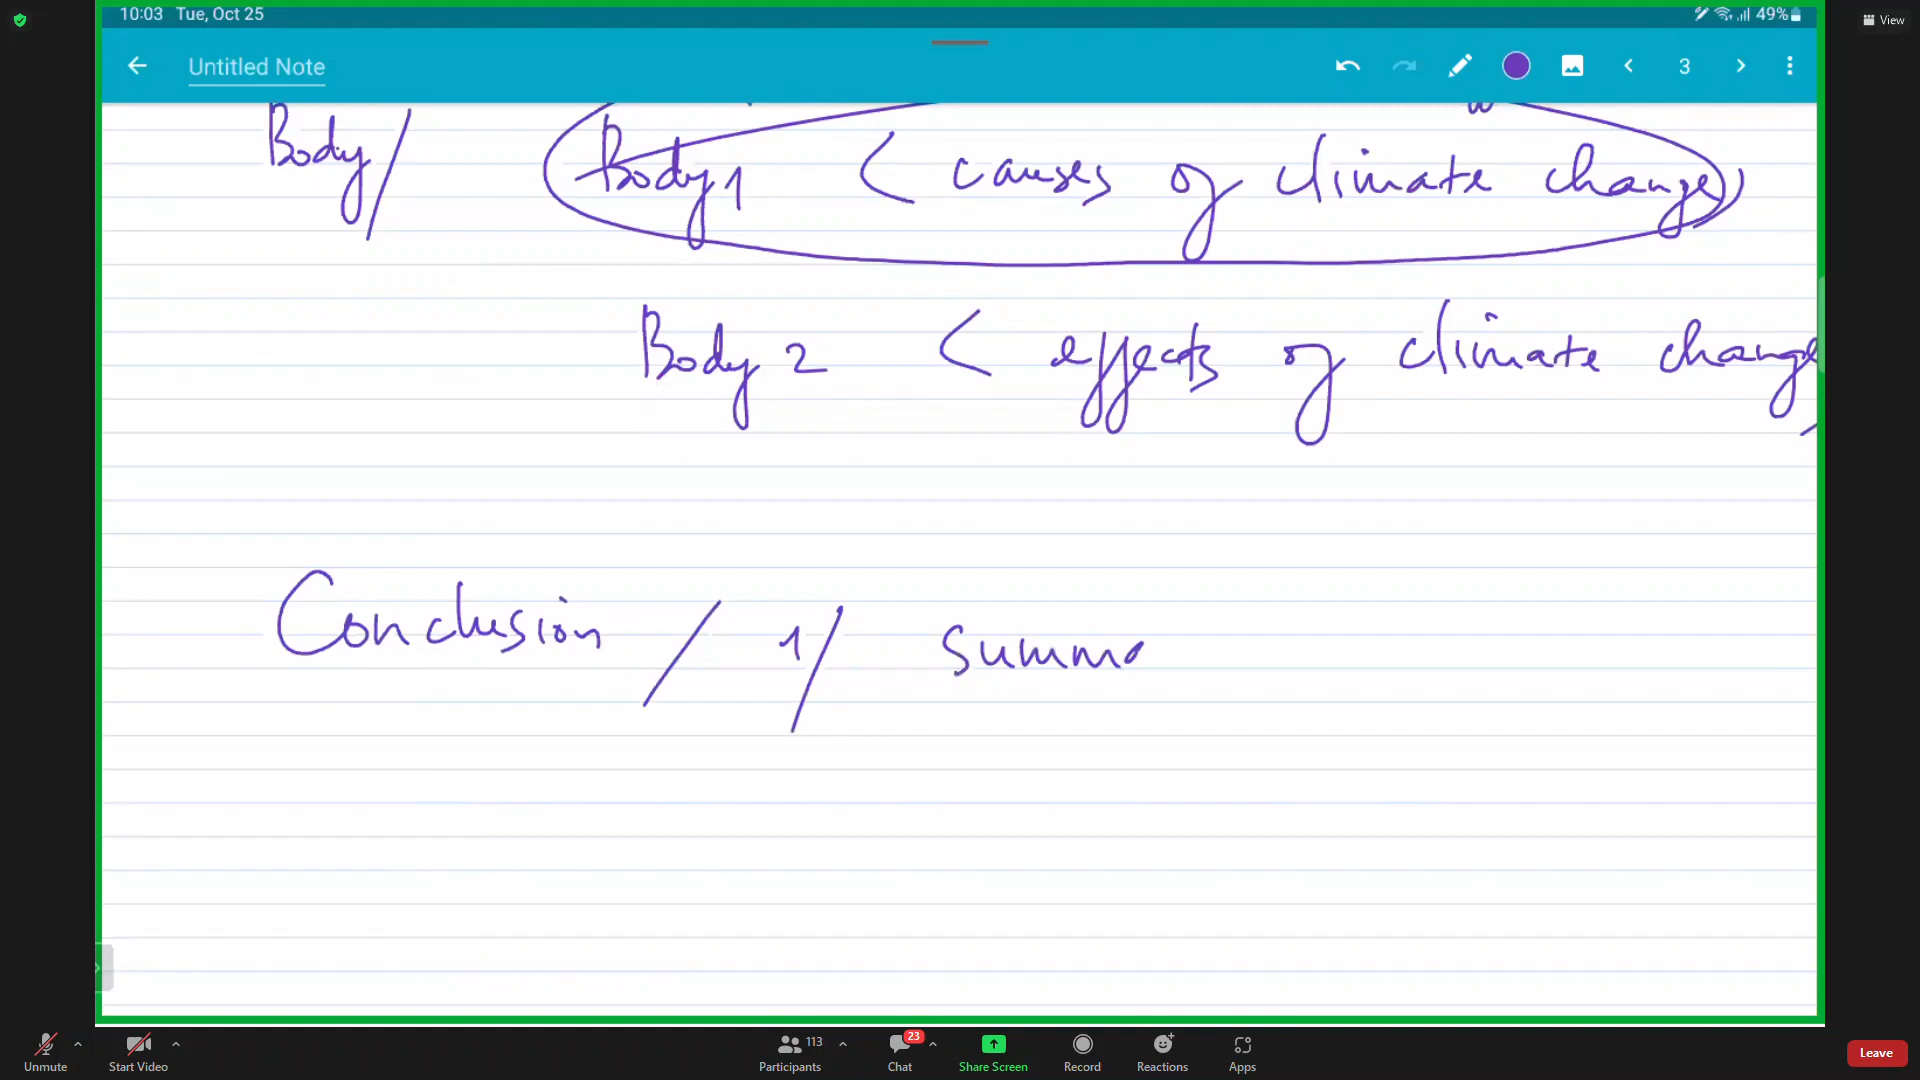 10:03 Tue, Oct 25 49%
View
Untitled Note 3
Body/ Body 1 < causes of climate change
Body 2 < effects of climate change
Conclusion / 1/ summa
113 23
Unmute Start Video Participants Chat Share Screen Record Reactions Apps Leave